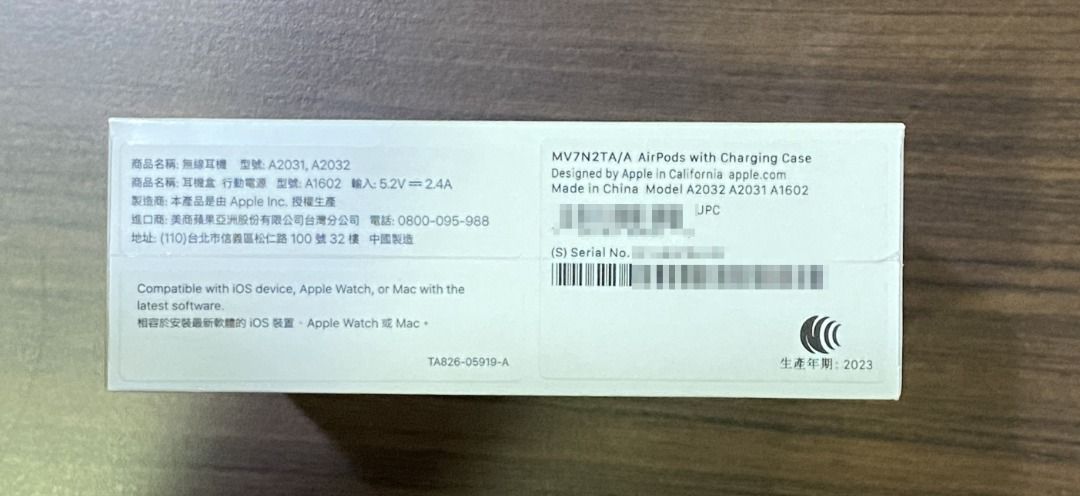 商品名稱: 無線耳機 型號: A2031, A2032
商品名稱: 耳機盒 行動電源 型號: A1602 輸入: 5.2V⎓2.4A
製造商: 本產品是由 Apple Inc. 授權生產
進口商: 美商蘋果亞洲股份有限公司台灣分公司 電話: 0800-095-988
地址: (110)台北市信義區松仁路 100 號 32 樓 中國製造
Compatible with iOS device, Apple Watch, or Mac with the
latest software.
相容於安裝最新軟體的 iOS 裝置、Apple Watch 或 Mac。
TA826-05919-A
MV7N2TA/A AirPods with Charging Case
Designed by Apple in California apple.com
Made in China Model A2032 A2031 A1602
JPC
(S) Serial No.
生產年期: 2023